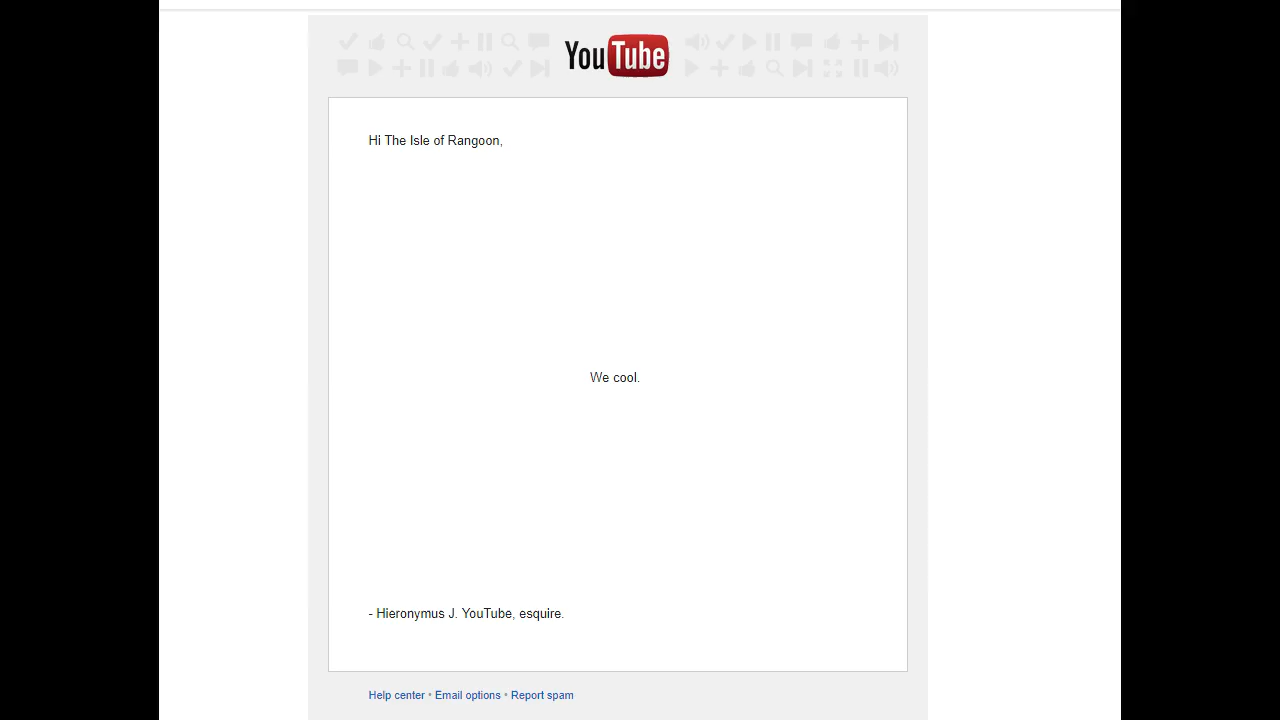 YouTube
Hi The Isle of Rangoon,
We cool.
- Hieronymus J. YouTube, esquire.
Help center • Email options • Report spam